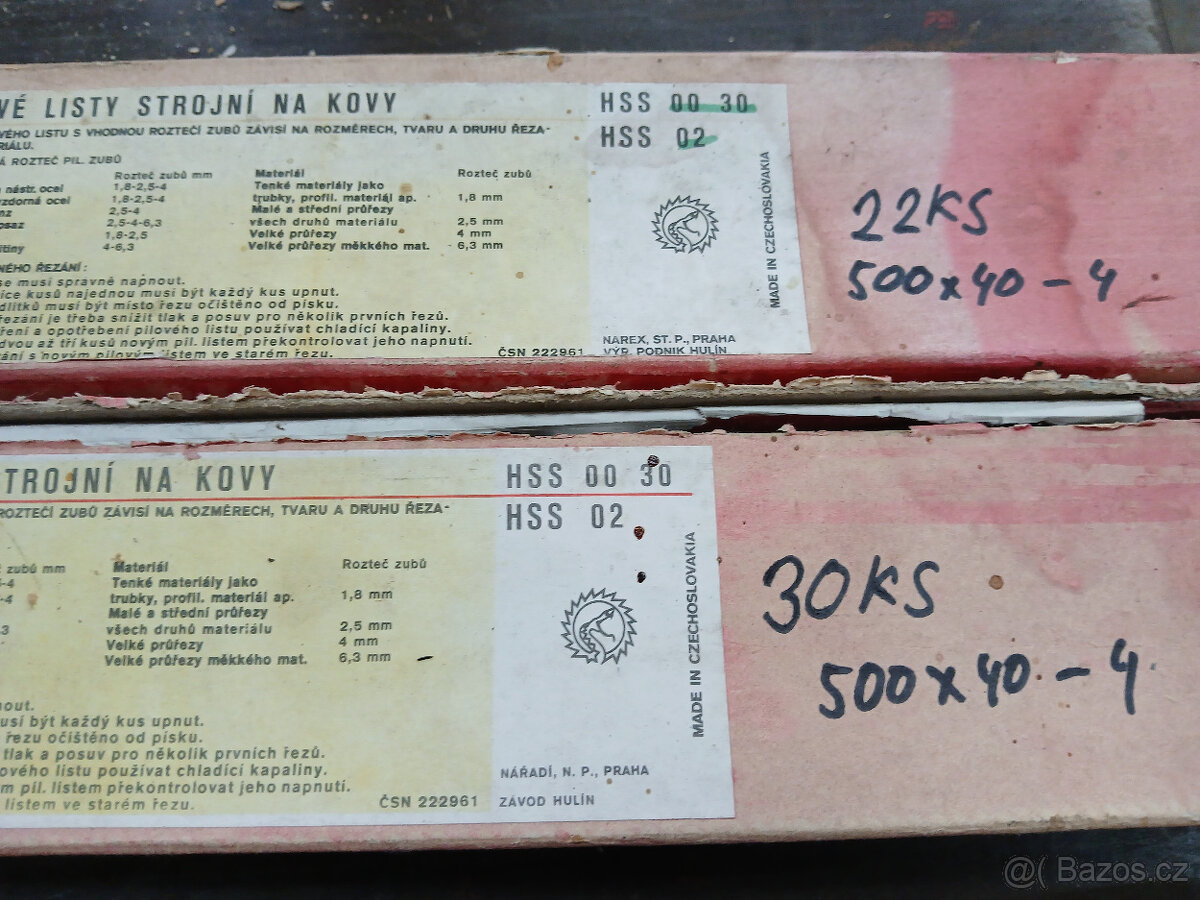 VÉ LISTY STROJNÍ NA KOVY
VÉHO LISTU S VHODNOU ROZTEČÍ ZUBŮ ZÁVISÍ NA ROZMĚRECH, TVARU A DRUHU ŘEZA-
RIÁLU.
Á ROZTEČ PIL. ZUBŮ
Rozteč zubů mm Materiál Rozteč zubů
nástr. ocel 1,8-2,5-4 Tenké materiály jako
uzdorná ocel 1,8-2,5-4 trubky, profil. materiál ap. 1,8 mm
nz 2,5-4 Malé a střední průřezy
osaz 2,5-4-6,3 všech druhů materiálu 2,5 mm
1,8-2,5 Velké průřezy 4 mm
itiny 4-6,3 Velké průřezy měkkého mat. 6,3 mm
NÉHO ŘEZÁNÍ:
se musí správně napnout.
íce kusů najednou musí být každý kus upnut.
dlitků musí být místo řezu očištěno od písku.
řezání je třeba snížit tlak a posuv pro několik prvních řezů.
ření a opotřebení pilového listu používat chladící kapaliny.
dvou až tří kusů novým pil. listem překontrolovat jeho napnutí.
ání s novým pilovým listem ve starém řezu.
ČSN 222961
HSS 00 30
HSS 02
MADE IN CZECHOSLOVAKIA
NAREX, ST. P., PRAHA
VÝR. PODNIK HULÍN
22KS
500x40-4
TROJNÍ NA KOVY
ROZTEČÍ ZUBŮ ZÁVISÍ NA ROZMĚRECH, TVARU A DRUHU ŘEZA-
zubů mm Materiál Rozteč zubů
-4 Tenké materiály jako
-4 trubky, profil. materiál ap. 1,8 mm
Malé a střední průřezy
,3 všech druhů materiálu 2,5 mm
Velké průřezy 4 mm
Velké průřezy měkkého mat. 6,3 mm
nout.
usí být každý kus upnut.
řezu očištěno od písku.
tlak a posuv pro několik prvních řezů.
ového listu používat chladící kapaliny.
m pil. listem překontrolovat jeho napnutí.
listem ve starém řezu.
ČSN 222961
HSS 00 30
HSS 02
MADE IN CZECHOSLOVAKIA
NÁŘADÍ, N. P., PRAHA
ZÁVOD HULÍN
30KS
500x40-4
@( Bazos.cz